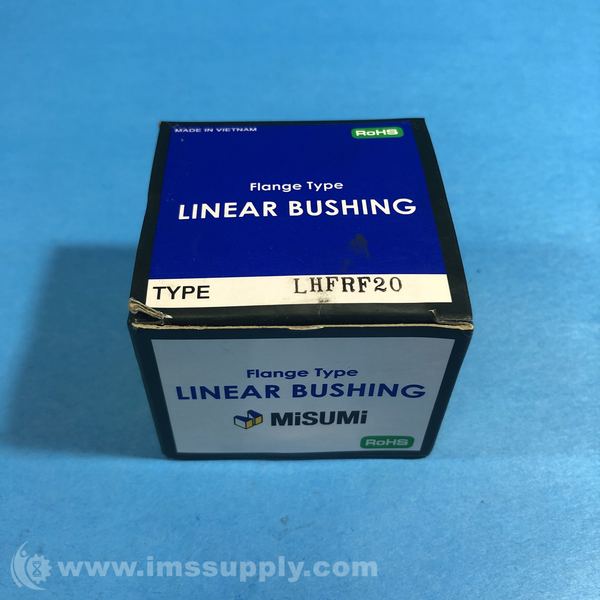 MADE IN VIETNAM
RoHS
Flange Type
LINEAR BUSHING
TYPE LHFRF20
Flange Type
LINEAR BUSHING
MiSUMi
RoHS
www.imssupply.com